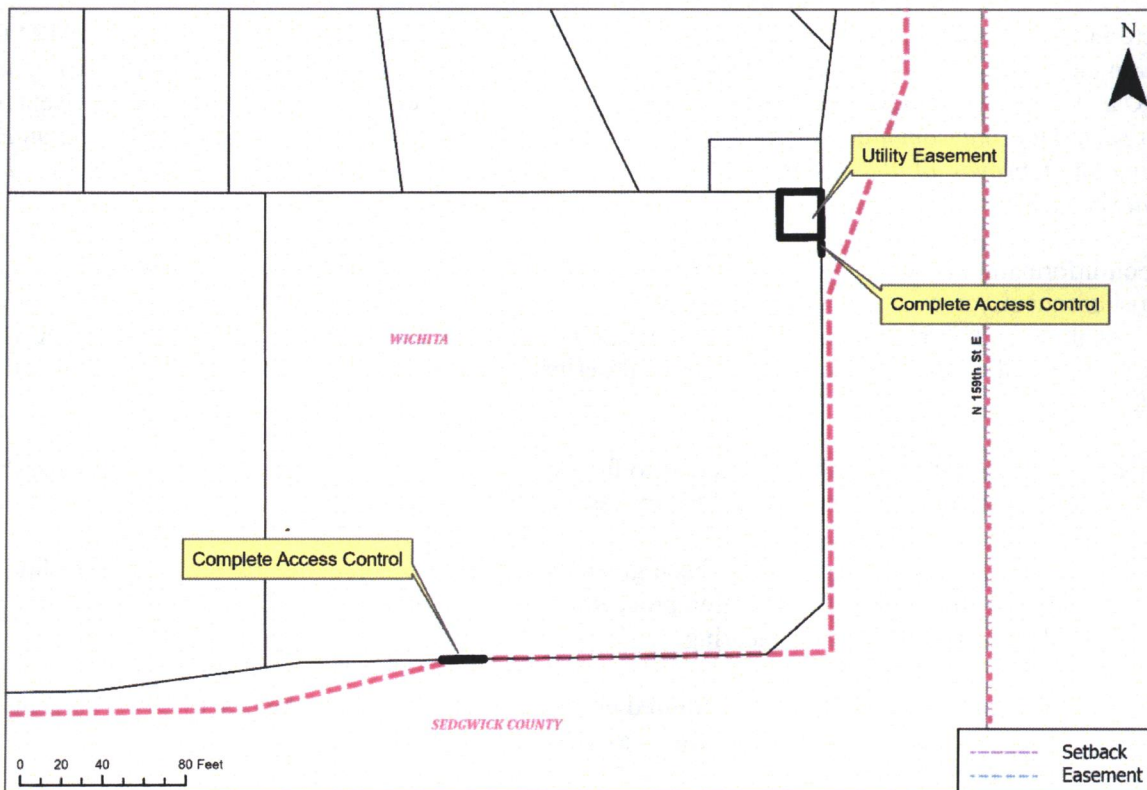 N
Utility Easement
Complete Access Control
WICHITA
N 159th St E
Complete Access Control
SEDGWICK COUNTY
0 20 40 80 Feet
Setback
Easement